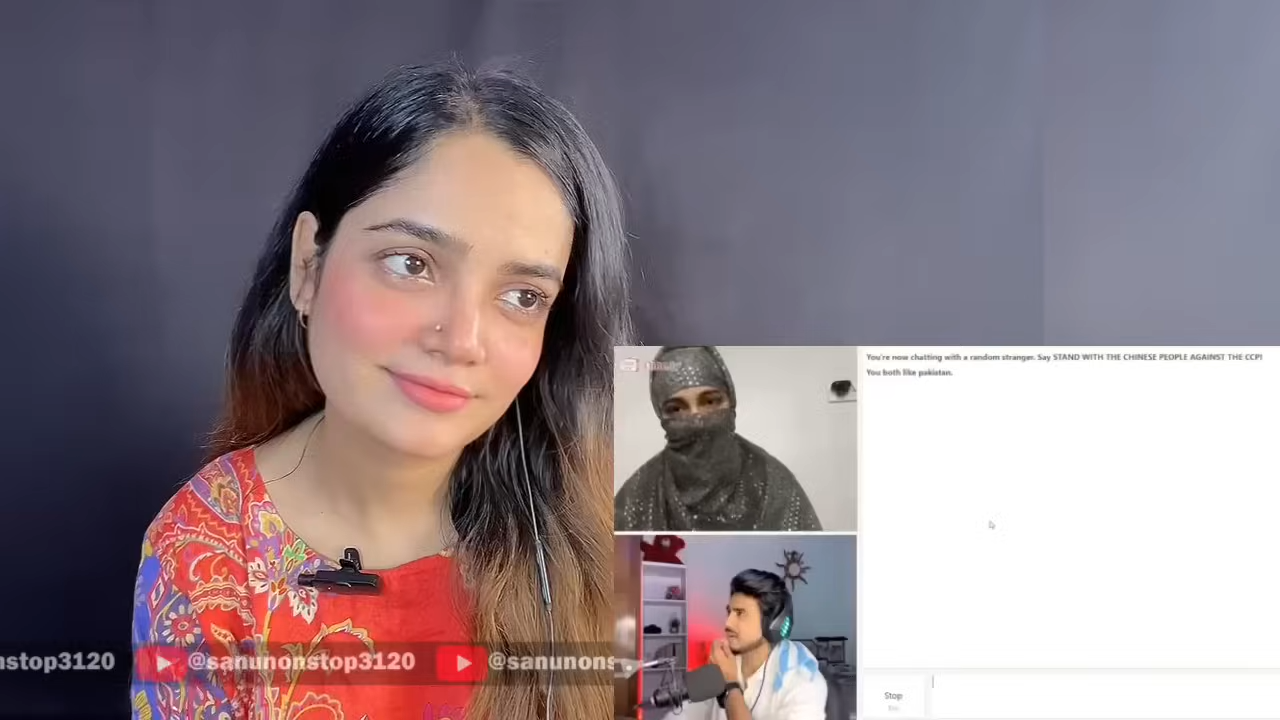 You're now chatting with a random stranger. Say STAND WITH THE CHINESE PEOPLE AGAINST THE CCP!
You both like pakistan.
nstop3120 @sanunonstop3120 @sanunons
Stop